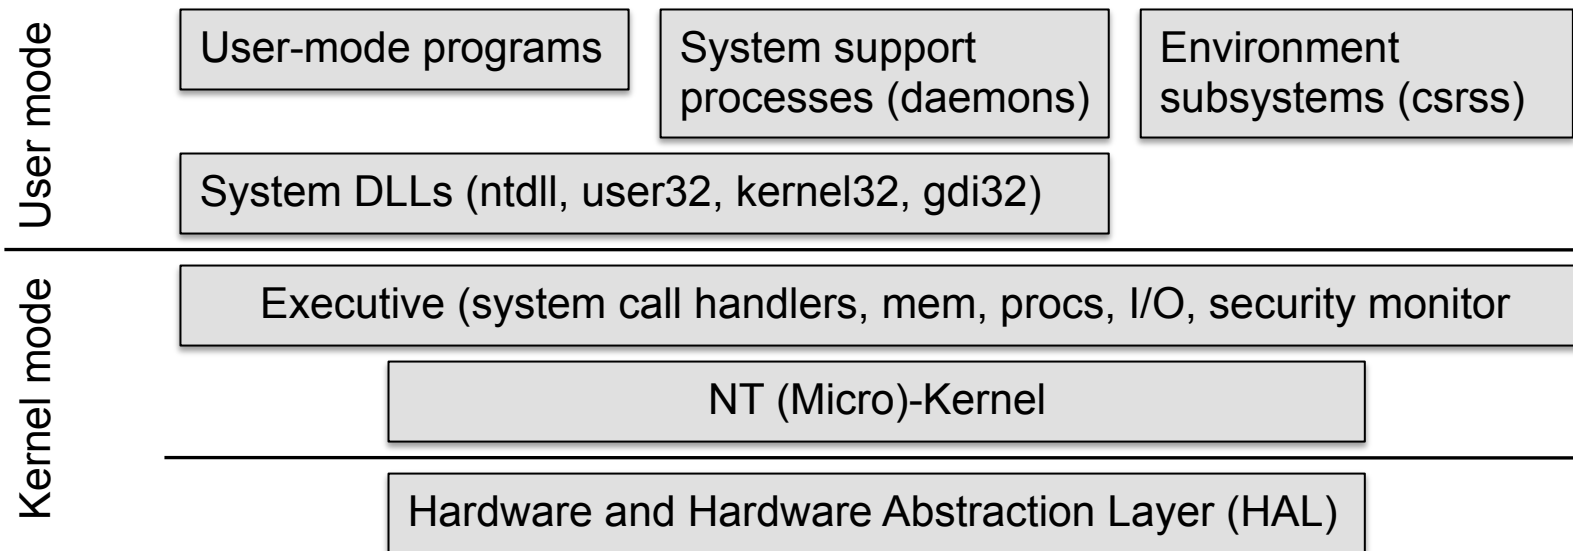 User mode
User-mode programs
System support
processes (daemons)
Environment
subsystems (csrss)
System DLLs (ntdll, user32, kernel32, gdi32)
Kernel mode
Executive (system call handlers, mem, procs, I/O, security monitor
NT (Micro)-Kernel
Hardware and Hardware Abstraction Layer (HAL)